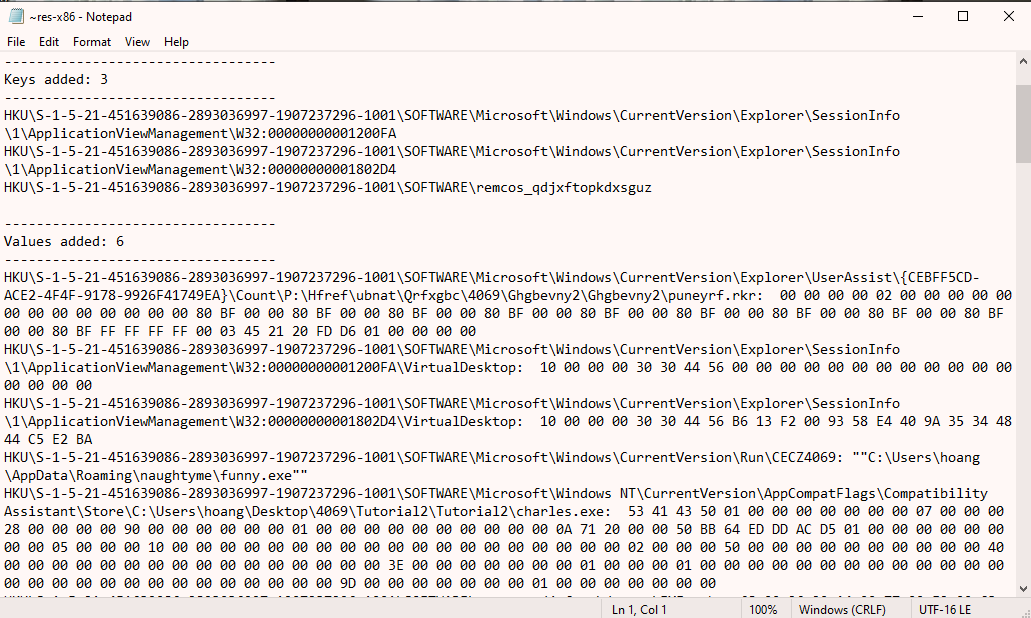 ~res-x86 - Notepad
File Edit Format View Help
----------------------------------
Keys added: 3
----------------------------------
HKU\S-1-5-21-451639086-2893036997-1907237296-1001\SOFTWARE\Microsoft\Windows\CurrentVersion\Explorer\SessionInfo
\1\ApplicationViewManagement\W32:00000000001200FA
HKU\S-1-5-21-451639086-2893036997-1907237296-1001\SOFTWARE\Microsoft\Windows\CurrentVersion\Explorer\SessionInfo
\1\ApplicationViewManagement\W32:00000000001802D4
HKU\S-1-5-21-451639086-2893036997-1907237296-1001\SOFTWARE\remcos_qdjxftopkdxsguz
----------------------------------
Values added: 6
----------------------------------
HKU\S-1-5-21-451639086-2893036997-1907237296-1001\SOFTWARE\Microsoft\Windows\CurrentVersion\Explorer\UserAssist\{CEBFF5CD-
ACE2-4F4F-9178-9926F41749EA}\Count\P:\Hfref\ubnat\Qrfxgbc\4069\Ghgbevny2\Ghgbevny2\puneyrf.rkr:  00 00 00 00 02 00 00 00 00 00
00 00 00 00 00 00 00 00 80 BF 00 00 80 BF 00 00 80 BF 00 00 80 BF 00 00 80 BF 00 00 80 BF 00 00 80 BF 00 00 80 BF 00 00 80 BF
00 00 80 BF FF FF FF FF 00 03 45 21 20 FD D6 01 00 00 00 00
HKU\S-1-5-21-451639086-2893036997-1907237296-1001\SOFTWARE\Microsoft\Windows\CurrentVersion\Explorer\SessionInfo
\1\ApplicationViewManagement\W32:00000000001200FA\VirtualDesktop:  10 00 00 00 30 30 44 56 00 00 00 00 00 00 00 00 00 00 00 00
00 00 00 00
HKU\S-1-5-21-451639086-2893036997-1907237296-1001\SOFTWARE\Microsoft\Windows\CurrentVersion\Explorer\SessionInfo
\1\ApplicationViewManagement\W32:00000000001802D4\VirtualDesktop:  10 00 00 00 30 30 44 56 B6 13 F2 00 93 58 E4 40 9A 35 34 48
44 C5 E2 BA
HKU\S-1-5-21-451639086-2893036997-1907237296-1001\SOFTWARE\Microsoft\Windows\CurrentVersion\Run\CECZ4069: ""C:\Users\hoang
\AppData\Roaming\naughtyme\funny.exe""
HKU\S-1-5-21-451639086-2893036997-1907237296-1001\SOFTWARE\Microsoft\Windows NT\CurrentVersion\AppCompatFlags\Compatibility
Assistant\Store\C:\Users\hoang\Desktop\4069\Tutorial2\Tutorial2\charles.exe:  53 41 43 50 01 00 00 00 00 00 00 00 07 00 00 00
28 00 00 00 00 90 00 00 00 00 00 00 01 00 00 00 00 00 00 00 00 00 00 0A 71 20 00 00 50 BB 64 ED DD AC D5 01 00 00 00 00 00 00
00 00 05 00 00 00 10 00 00 00 00 00 00 00 00 00 00 00 00 00 00 00 00 00 00 00 02 00 00 00 50 00 00 00 00 00 00 00 00 00 00 40
00 00 00 00 00 00 00 00 00 00 00 00 00 00 00 00 3E 00 00 00 00 00 00 00 01 00 00 00 01 00 00 00 00 00 00 00 00 00 00 00 00 00
00 00 00 00 00 00 00 00 00 00 00 00 00 00 9D 00 00 00 00 00 00 00 01 00 00 00 00 00 00 00
Ln 1, Col 1 100% Windows (CRLF) UTF-16 LE